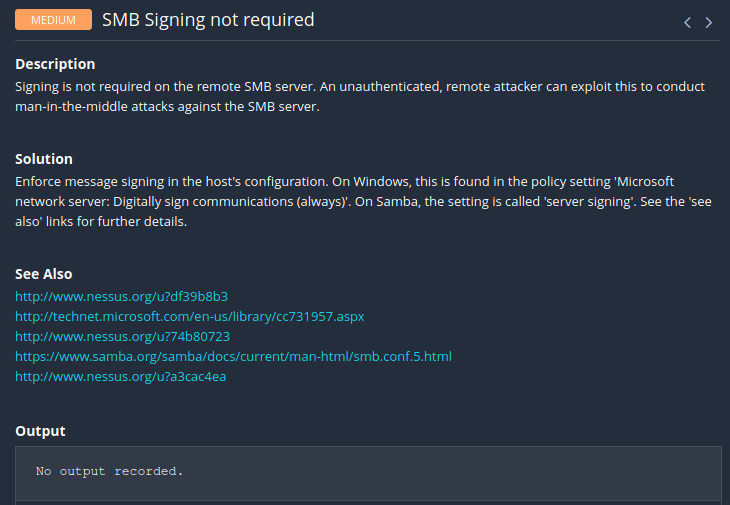 MEDIUM SMB Signing not required
Description
Signing is not required on the remote SMB server. An unauthenticated, remote attacker can exploit this to conduct
man-in-the-middle attacks against the SMB server.
Solution
Enforce message signing in the host's configuration. On Windows, this is found in the policy setting 'Microsoft
network server: Digitally sign communications (always)'. On Samba, the setting is called 'server signing'. See the 'see
also' links for further details.
See Also
http://www.nessus.org/u?df39b8b3
http://technet.microsoft.com/en-us/library/cc731957.aspx
http://www.nessus.org/u?74b80723
https://www.samba.org/samba/docs/current/man-html/smb.conf.5.html
http://www.nessus.org/u?a3cac4ea
Output
No output recorded.